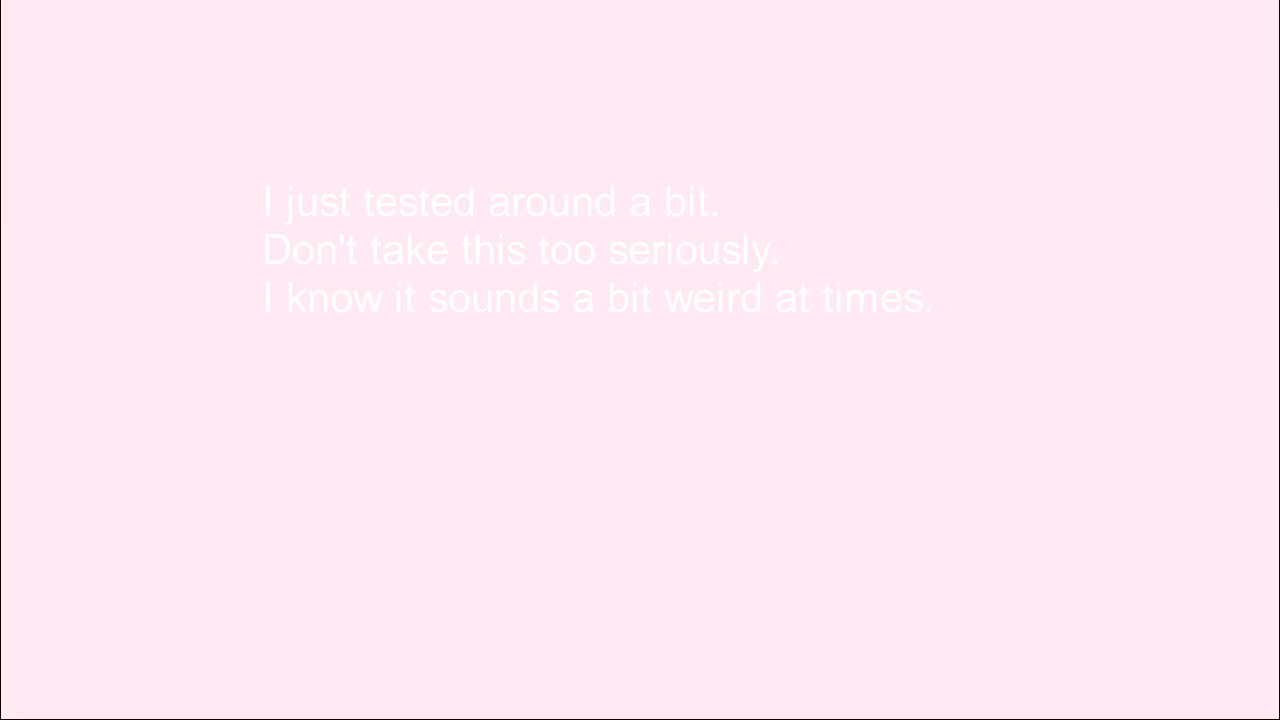 I just tested around a bit.
Don't take this too seriously.
I know it sounds a bit weird at times.